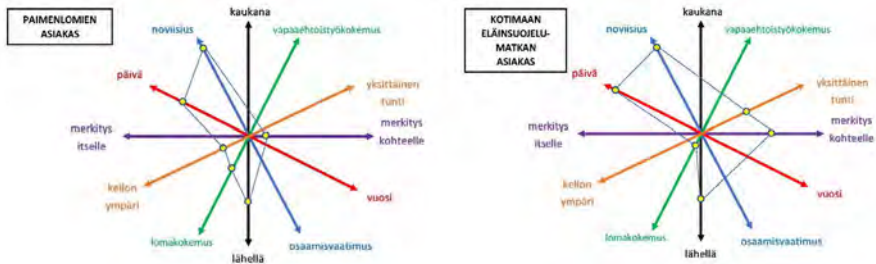 PAIMENLOMIEN
ASIAKAS
kaukana
noviisius
vapaaehtoistyökokemus
päivä
yksittäinen
tunti
merkitys
itselle
merkitys
kohteelle
kellon
ympäri
vuosi
lomakokemus
osaamisvaatimus
lähellä
KOTIMAAN
ELÄINSUOJELU-
MATKAN
ASIAKAS
kaukana
noviisius
vapaaehtoistyökokemus
päivä
yksittäinen
tunti
merkitys
itselle
merkitys
kohteelle
kellon
ympäri
vuosi
lomakokemus
osaamisvaatimus
lähellä